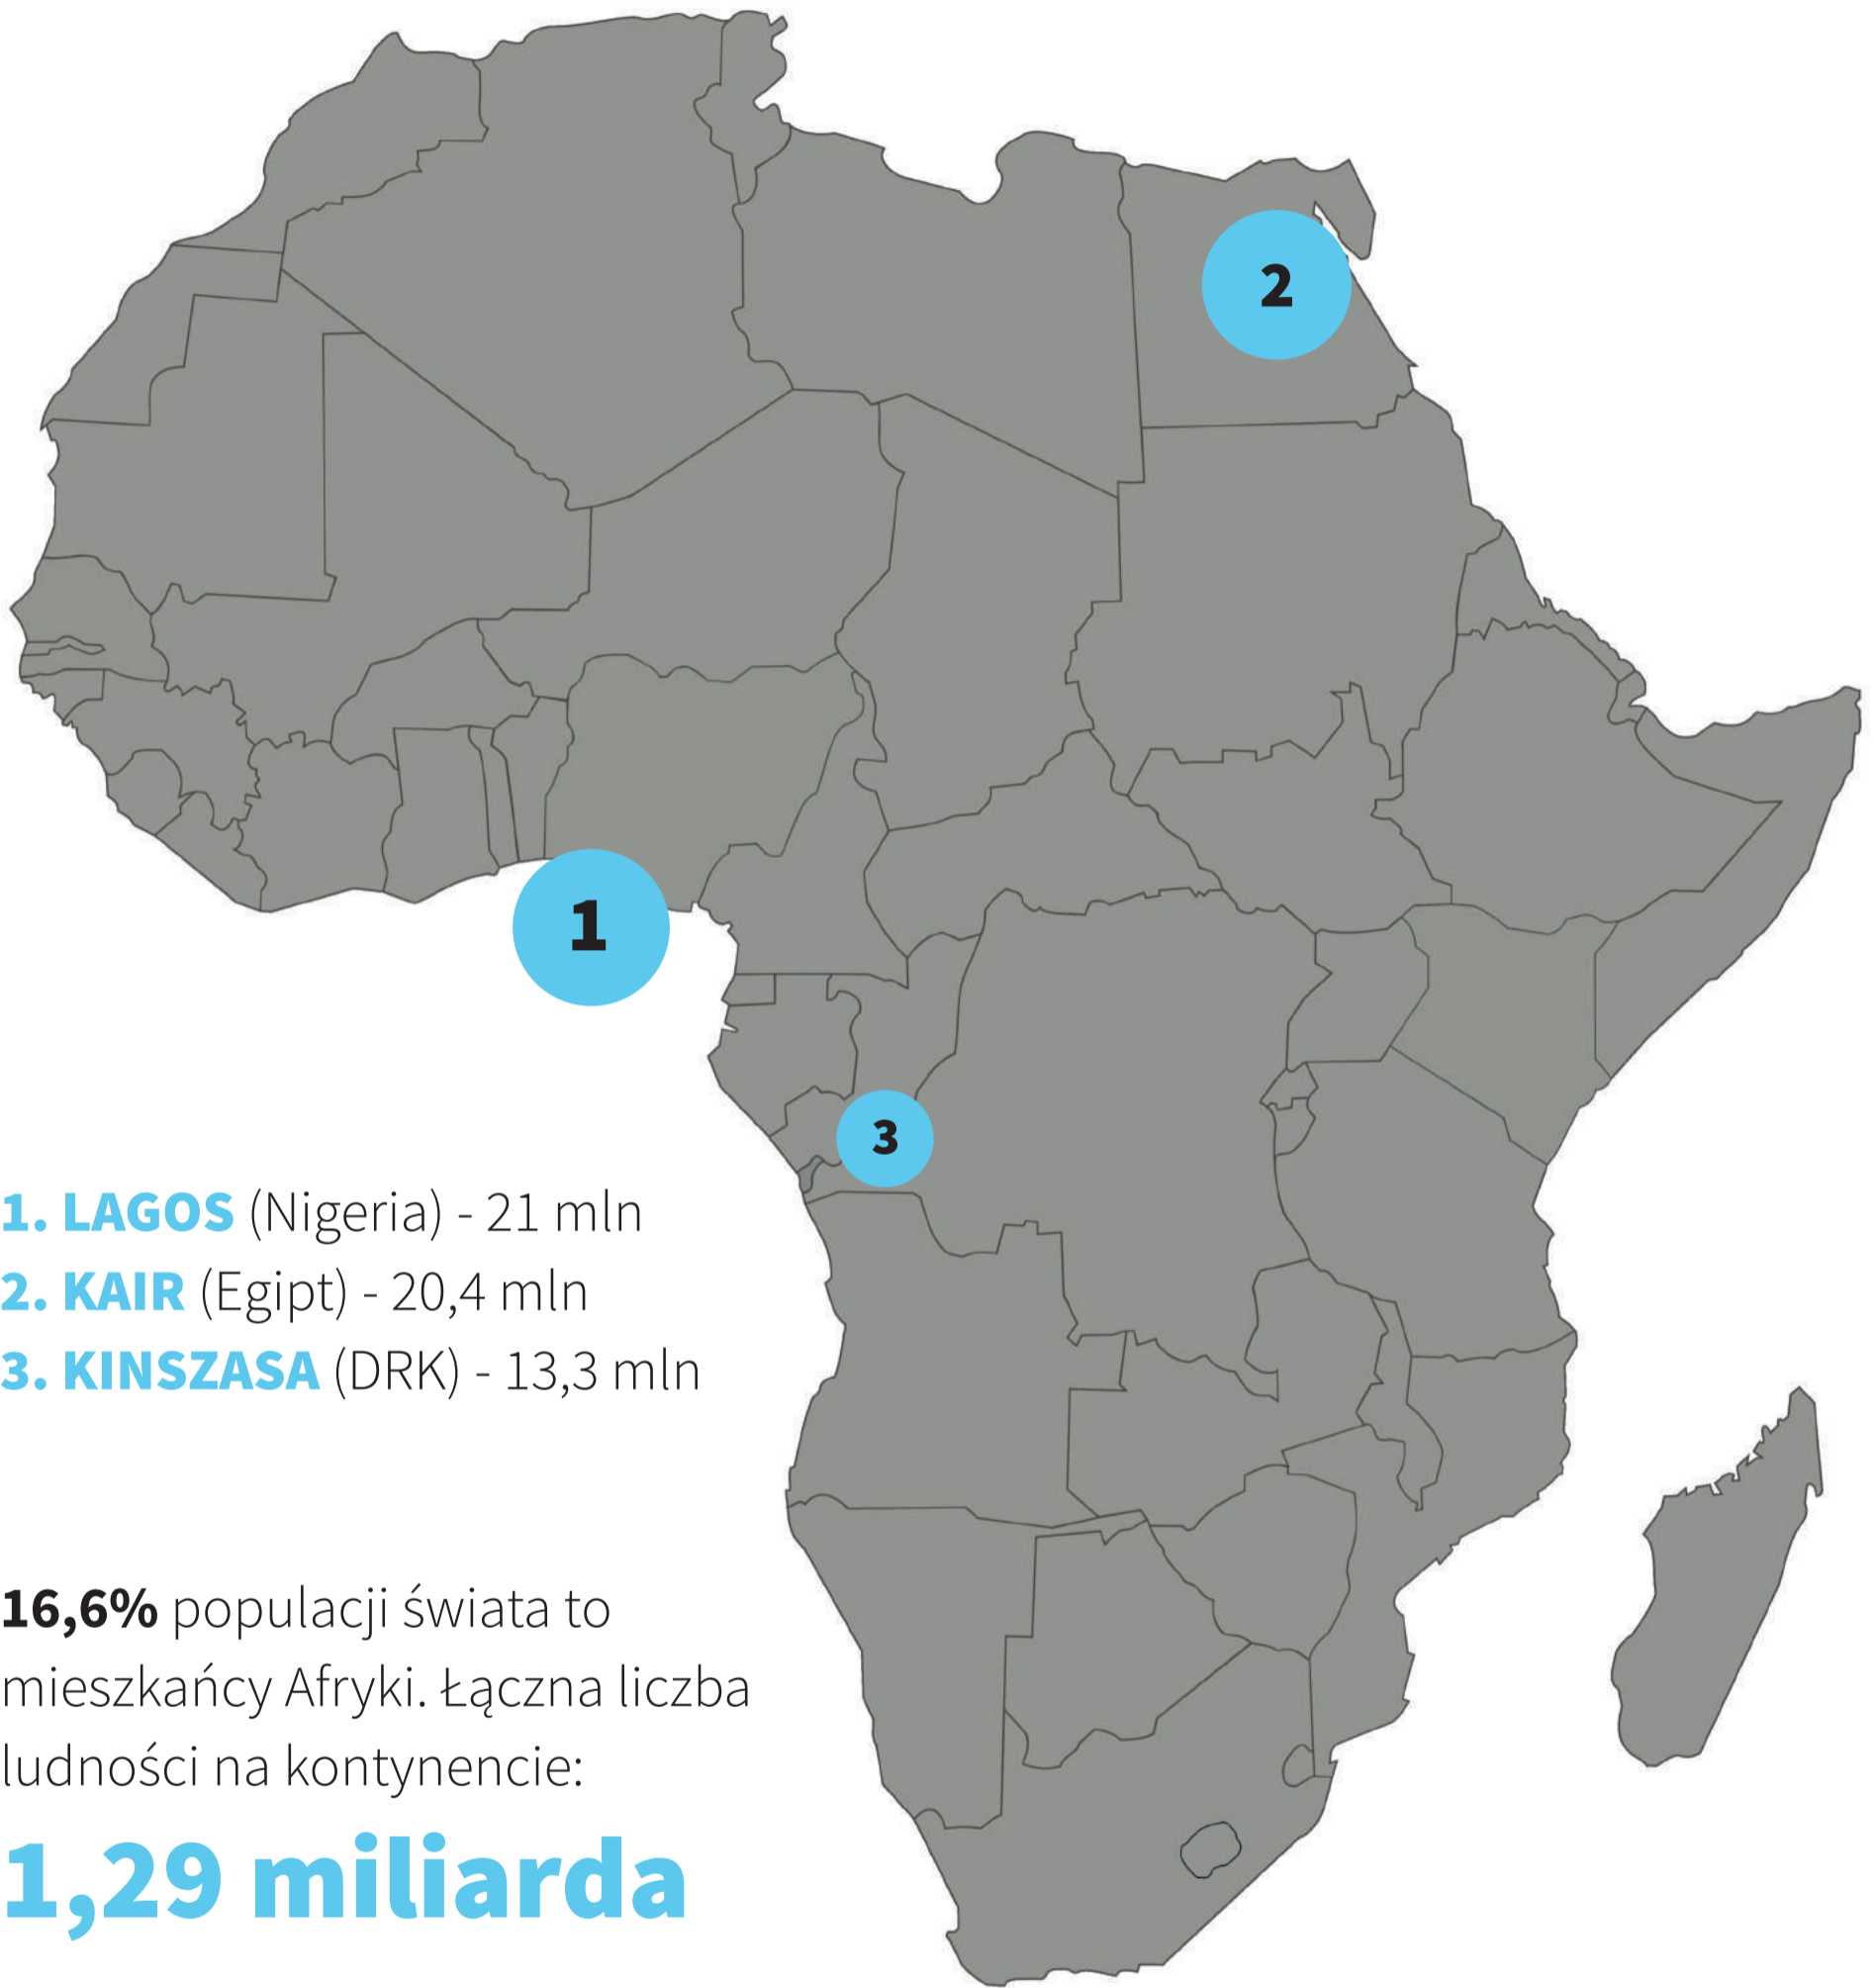 2
1
3
1. LAGOS (Nigeria) - 21 mln
2. KAIR (Egipt) - 20,4 mln
3. KINSZASA (DRK) - 13,3 mln
16,6% populacji świata to
mieszkańcy Afryki. Łączna liczba
ludności na kontynencie:
1,29 miliarda